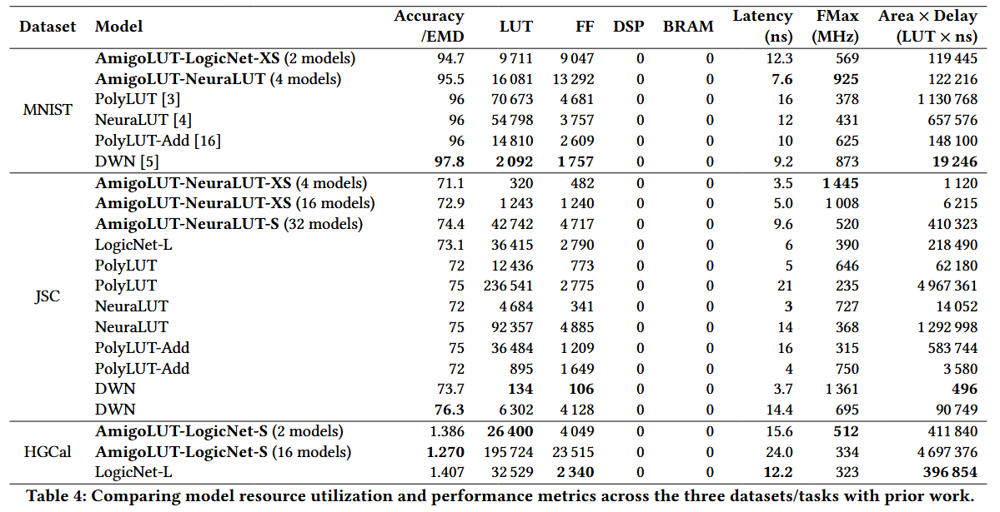 Dataset Model Accuracy /EMD LUT FF DSP BRAM Latency (ns) FMax (MHz) Area × Delay (LUT × ns)
MNIST
AmigoLUT-LogicNet-XS (2 models) 94.7 9 711 9 047 0 0 12.3 569 119 445
AmigoLUT-NeuraLUT (4 models) 95.5 16 081 13 292 0 0 7.6 925 122 216
PolyLUT [3] 96 70 673 4 681 0 0 16 378 1 130 768
NeuraLUT [4] 96 54 798 3 757 0 0 12 431 657 576
PolyLUT-Add [16] 96 14 810 2 609 0 0 10 625 148 100
DWN [5] 97.8 2 092 1 757 0 0 9.2 873 19 246
JSC
AmigoLUT-NeuraLUT-XS (4 models) 71.1 320 482 0 0 3.5 1 445 1 120
AmigoLUT-NeuraLUT-XS (16 models) 72.9 1 243 1 240 0 0 5.0 1 008 6 215
AmigoLUT-NeuraLUT-S (32 models) 74.4 42 742 4 717 0 0 9.6 520 410 323
LogicNet-L 73.1 36 415 2 790 0 0 6 390 218 490
PolyLUT 72 12 436 773 0 0 5 646 62 180
PolyLUT 75 236 541 2 775 0 0 21 235 4 967 361
NeuraLUT 72 4 684 341 0 0 3 727 14 052
NeuraLUT 75 92 357 4 885 0 0 14 368 1 292 998
PolyLUT-Add 75 36 484 1 209 0 0 16 315 583 744
PolyLUT-Add 72 895 1 649 0 0 4 750 3 580
DWN 73.7 134 106 0 0 3.7 1 361 496
DWN 76.3 6 302 4 128 0 0 14.4 695 90 749
HGCal
AmigoLUT-LogicNet-S (2 models) 1.386 26 400 4 049 0 0 15.6 512 411 840
AmigoLUT-LogicNet-S (16 models) 1.270 195 724 23 515 0 0 24.0 334 4 697 376
LogicNet-L 1.407 32 529 2 340 0 0 12.2 323 396 854
Table 4: Comparing model resource utilization and performance metrics across the three datasets/tasks with prior work.